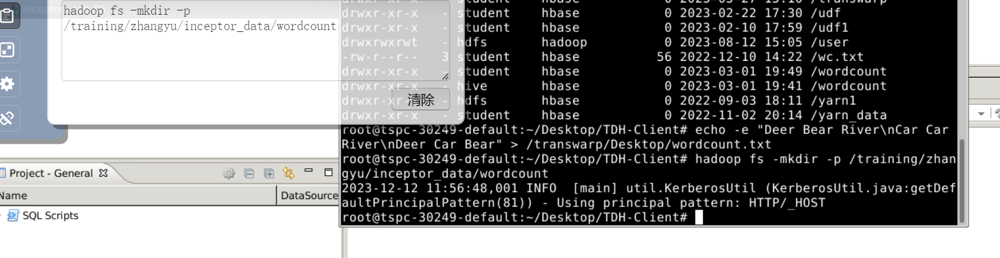 hadoop fs -mkdir -p
/training/zhangyu/inceptor_data/wordcount
清除
Project - General
Name
DataSource
SQL Scripts
drwxr-xr-x - student hbase 0 2023-02-22 17:30 /udf
drwxr-xr-x - student hbase 0 2023-02-10 17:59 /udf1
drwxrwxrwt - hdfs hadoop 0 2023-08-12 15:05 /user
-rw-r--r-- 3 student hbase 56 2022-12-10 14:22 /wc.txt
drwxr-xr-x - student hbase 0 2023-03-01 19:49 /wordcount
drwxr-xr-x - hive hbase 0 2023-03-01 19:41 /wordcount
drwxr-xr-x - hdfs hbase 0 2022-09-03 18:11 /yarn1
drwxr-xr-x - student hbase 0 2022-11-02 20:14 /yarn_data
root@tspc-30249-default:~/Desktop/TDH-Client# echo -e "Deer Bear River\nCar Car
River\nDeer Car Bear" > /transwarp/Desktop/wordcount.txt
root@tspc-30249-default:~/Desktop/TDH-Client# hadoop fs -mkdir -p /training/zhan
gyu/inceptor_data/wordcount
2023-12-12 11:56:48,001 INFO  [main] util.KerberosUtil (KerberosUtil.java:getDef
aultPrincipalPattern(81)) - Using principal pattern: HTTP/_HOST
root@tspc-30249-default:~/Desktop/TDH-Client#